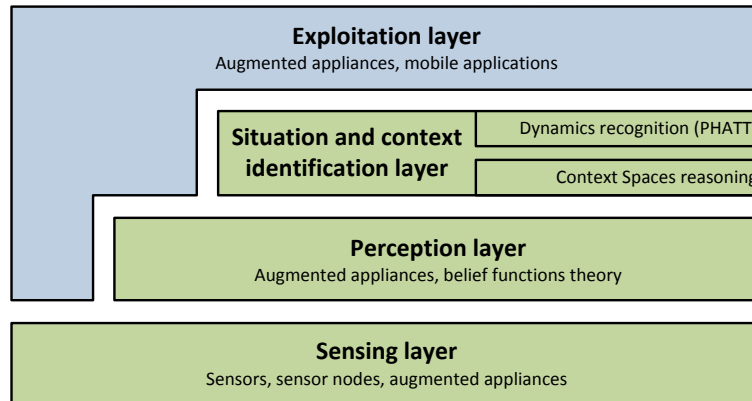 Exploitation layer
Augmented appliances, mobile applications
Situation and context
identification layer
Dynamics recognition (PHATT
Context Spaces reasoning
Perception layer
Augmented appliances, belief functions theory
Sensing layer
Sensors, sensor nodes, augmented appliances